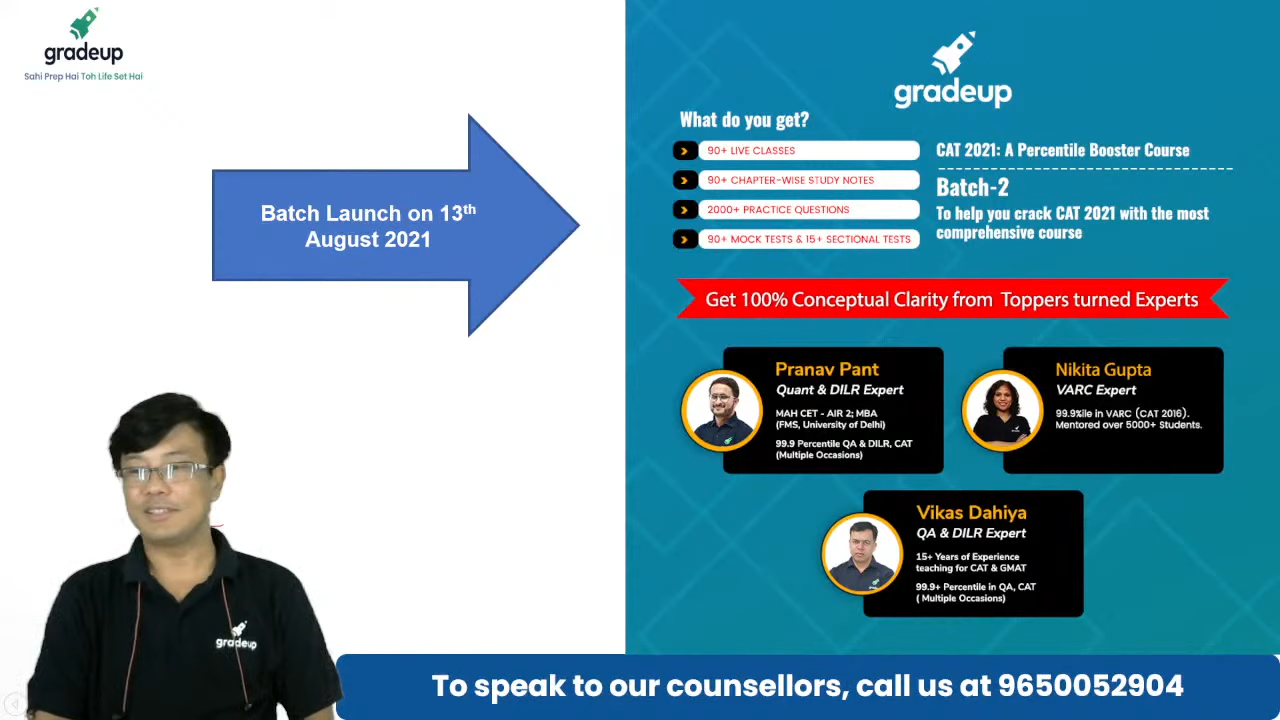 gradeup
Sahi Prep Hai Toh Life Set Hai
Batch Launch on 13th
August 2021
gradeup
What do you get?
90+ LIVE CLASSES
90+ CHAPTER-WISE STUDY NOTES
2000+ PRACTICE QUESTIONS
90+ MOCK TESTS & 15+ SECTIONAL TESTS
CAT 2021: A Percentile Booster Course
Batch-2
To help you crack CAT 2021 with the most
comprehensive course
Get 100% Conceptual Clarity from Toppers turned Experts
Pranav Pant
Quant & DILR Expert
MAH CET - AIR 2; MBA
(FMS, University of Delhi)
99.9 Percentile QA & DILR, CAT
(Multiple Occasions)
Nikita Gupta
VARC Expert
99.9%ile in VARC (CAT 2016).
Mentored over 5000+ Students.
Vikas Dahiya
QA & DILR Expert
15+ Years of Experience
teaching for CAT & GMAT
99.9+ Percentile in QA, CAT
( Multiple Occasions)
gradeup
To speak to our counsellors, call us at 9650052904